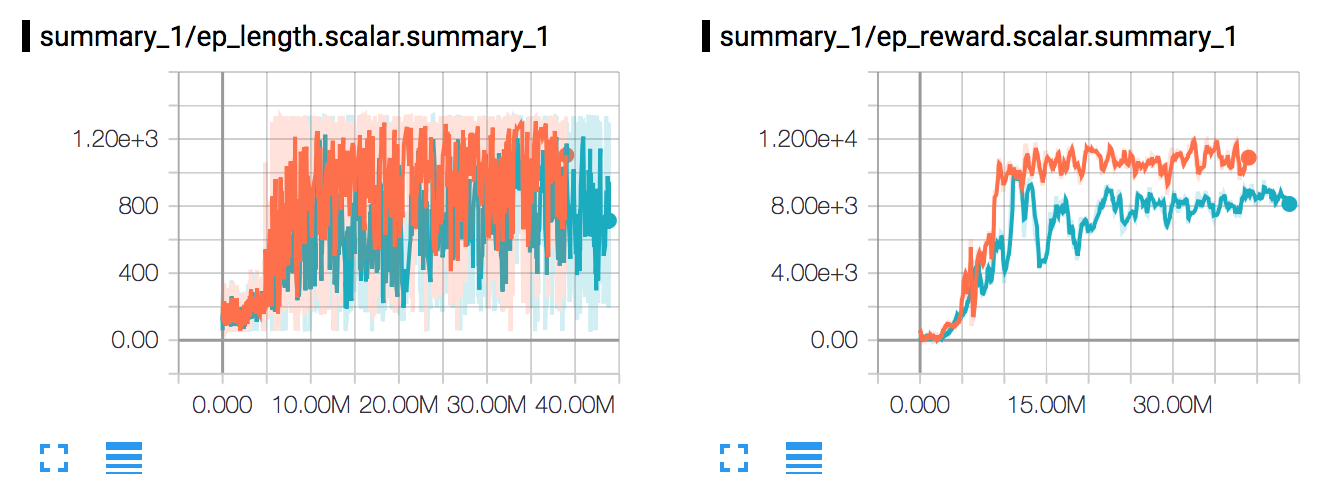 summary_1/ep_length.scalar.summary_1
1.20e+3
800
400
0.00
0.000 10.00M 20.00M 30.00M 40.00M
summary_1/ep_reward.scalar.summary_1
1.200e+4
8.00e+3
4.00e+3
0.00
0.000 15.00M 30.00M